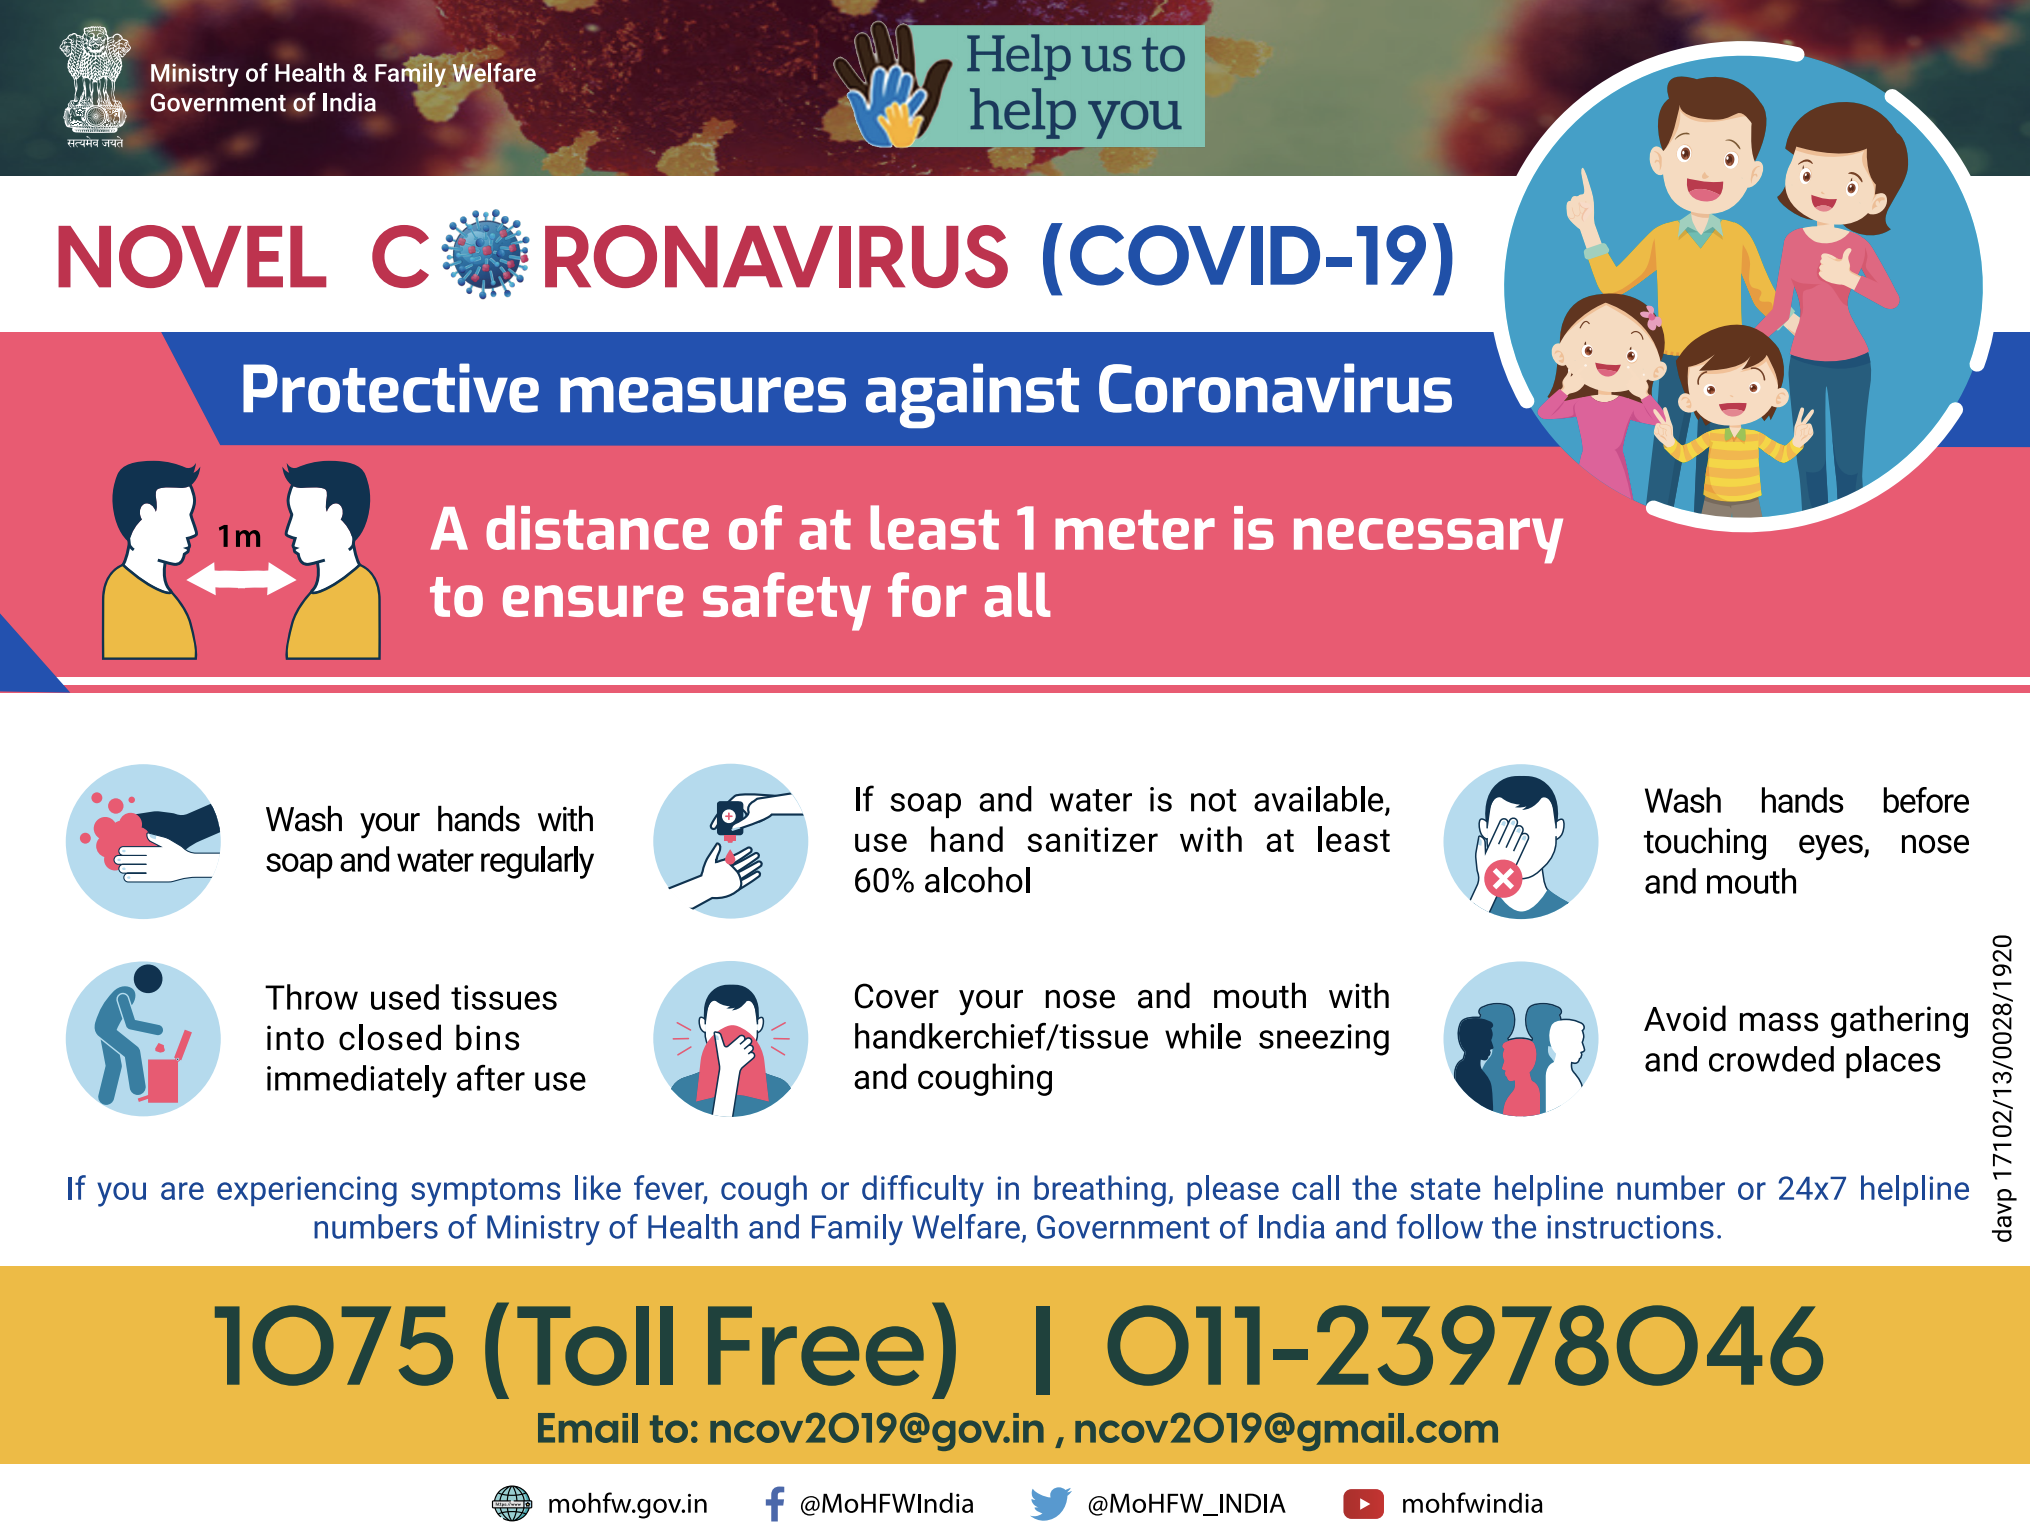 सत्यमेव जयते
Ministry of Health & Family Welfare
Government of India
Help us to
help you
NOVEL CORONAVIRUS (COVID-19)
Protective measures against Coronavirus
1m
A distance of at least 1 meter is necessary
to ensure safety for all
Wash your hands with
soap and water regularly
If soap and water is not available,
use hand sanitizer with at least
60% alcohol
Wash hands before
touching eyes, nose
and mouth
Throw used tissues
into closed bins
immediately after use
Cover your nose and mouth with
handkerchief/tissue while sneezing
and coughing
Avoid mass gathering
and crowded places
davp 17102/13/0028/1920
If you are experiencing symptoms like fever, cough or difficulty in breathing, please call the state helpline number or 24x7 helpline
numbers of Ministry of Health and Family Welfare, Government of India and follow the instructions.
1075 (Toll Free) | 011-23978046
Email to: ncov2019@gov.in , ncov2019@gmail.com
mohfw.gov.in @MoHFWIndia @MoHFW_INDIA mohfwindia